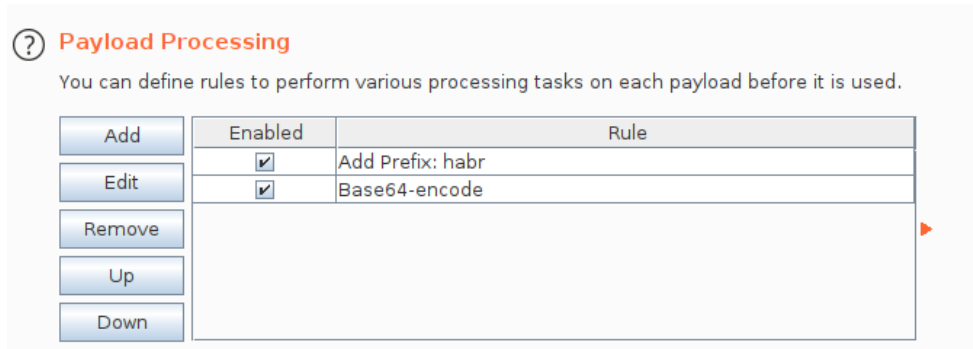 ? Payload Processing
You can define rules to perform various processing tasks on each payload before it is used.
Add Enabled Rule
Add Prefix: habr
Edit Base64-encode
Remove
Up
Down